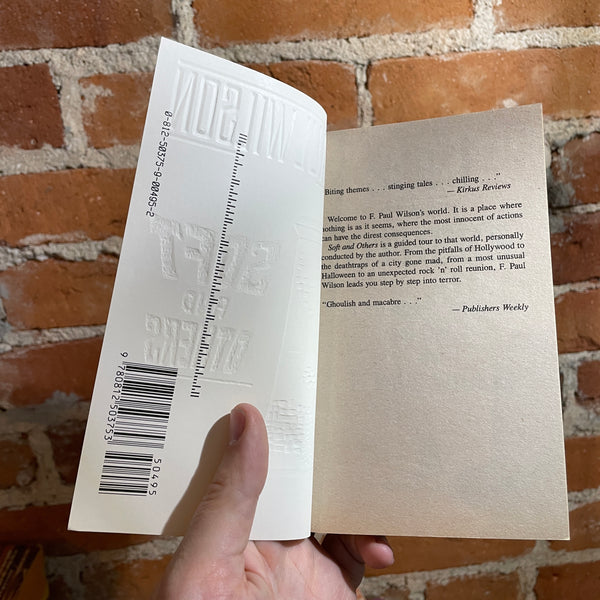 0-812-50375-9-00495-2
9 780812 503753
50495
"Biting themes . . . stinging tales . . . chilling . . ."
— Kirkus Reviews
Welcome to F. Paul Wilson's world. It is a place where
nothing is as it seems, where the most innocent of actions
can have the direst consequences.
Soft and Others is a guided tour to that world, personally
conducted by the author. From the pitfalls of Hollywood to
the deathtraps of a city gone mad, from a most unusual
Halloween to an unexpected rock 'n' roll reunion, F. Paul
Wilson leads you step by step into terror.
"Ghoulish and macabre . . ."
— Publishers Weekly